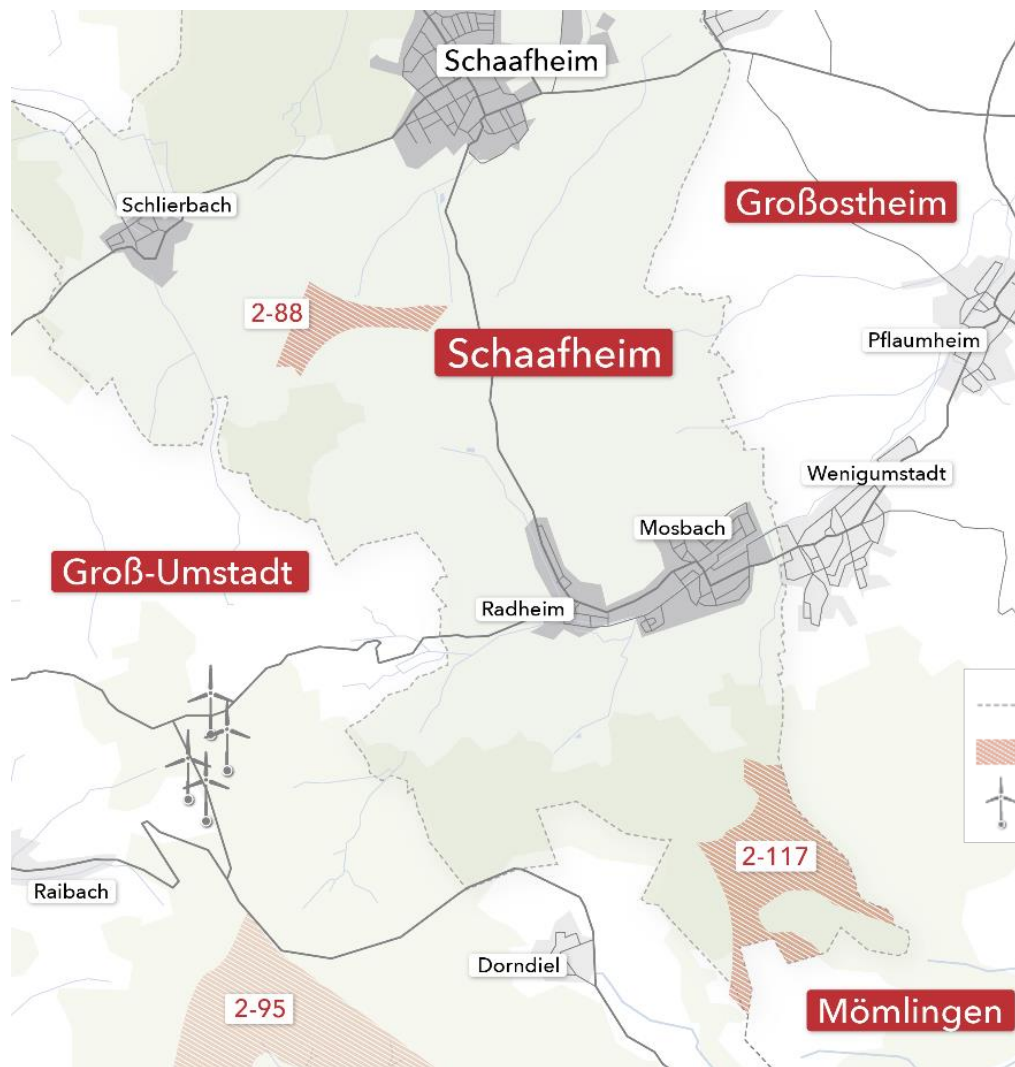 Schaafheim
Schlierbach
Großostheim
2-88
Schaafheim
Pflaumheim
Wenigumstadt
Mosbach
Groß-Umstadt
Radheim
2-117
Raibach
Dorndiel
2-95
Mömlingen